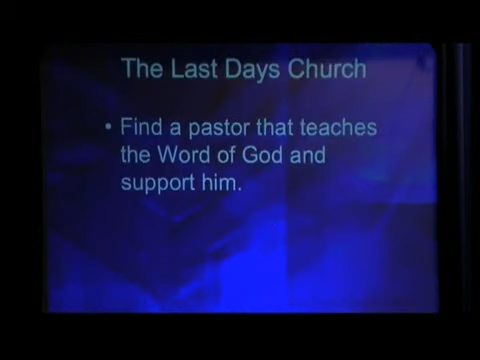 The Last Days Church
• Find a pastor that teaches
the Word of God and
support him.